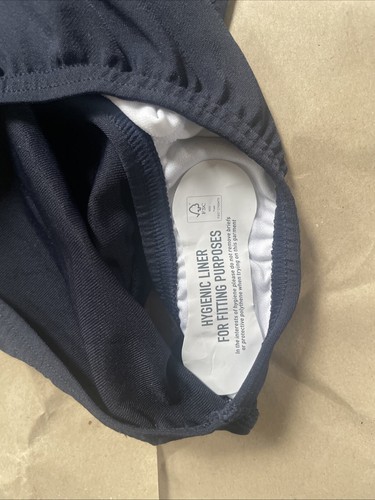 FSC
HYGIENIC LINER
FOR FITTING PURPOSES
In the interests of hygiene please do not remove briefs
or protective polythene when trying on this garment